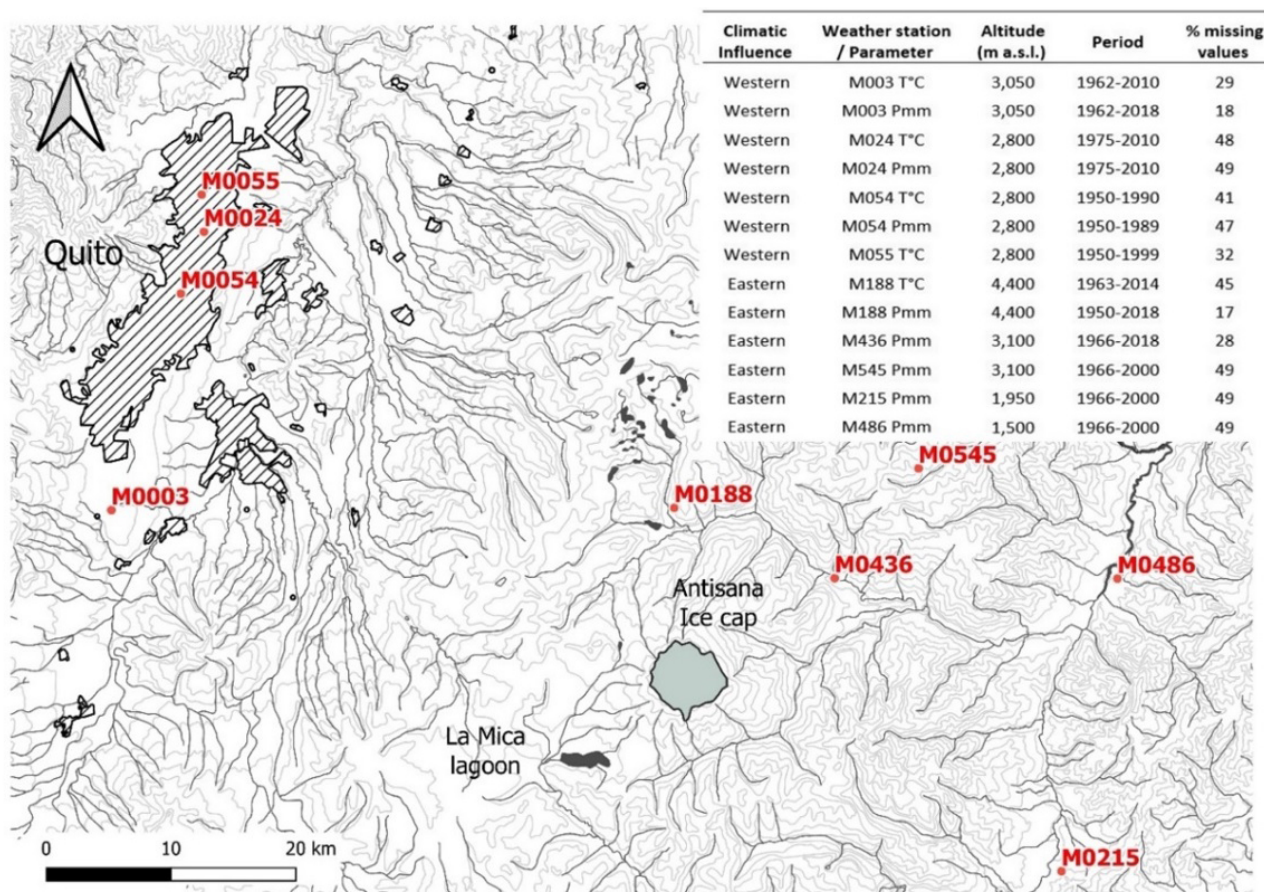 Climatic Influence Weather station / Parameter Altitude (m a.s.l.) Period % missing values
Western M003 T°C 3,050 1962-2010 29
Western M003 Pmm 3,050 1962-2018 18
Western M024 T°C 2,800 1975-2010 48
Western M024 Pmm 2,800 1975-2010 49
Western M054 T°C 2,800 1950-1990 41
Western M054 Pmm 2,800 1950-1989 47
Western M055 T°C 2,800 1950-1999 32
Eastern M188 T°C 4,400 1963-2014 45
Eastern M188 Pmm 4,400 1950-2018 17
Eastern M436 Pmm 3,100 1966-2018 28
Eastern M545 Pmm 3,100 1966-2000 49
Eastern M215 Pmm 1,950 1966-2000 49
Eastern M486 Pmm 1,500 1966-2000 49
M0055
M0024
Quito
M0054
M0545
M0003
M0188
M0436
M0486
Antisana
Ice cap
La Mica
lagoon
0 10 20 km
M0215